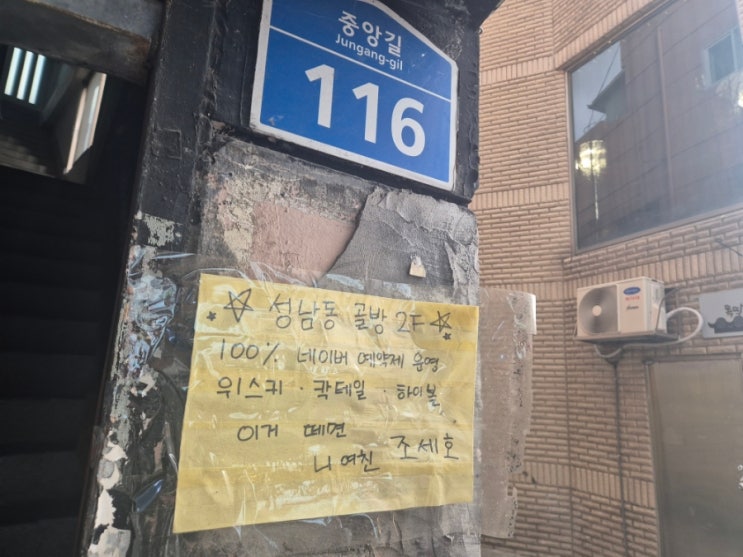 중앙길
Jungang-gil
116
성남동 골방 2F
100% 네이버 예약제 운영
위스키 · 칵테일 · 하이볼
이거 떼면
니 여친 조세호